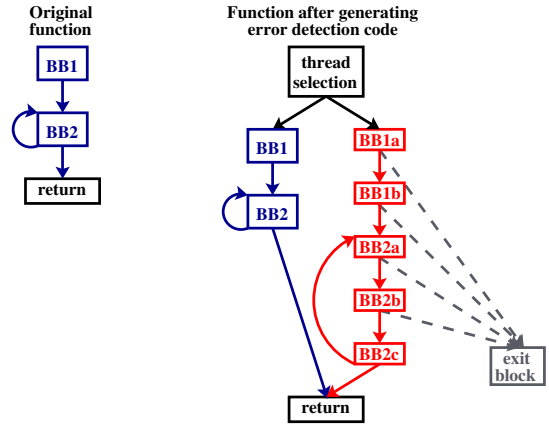 Original
function
BB1
BB2
return
Function after generating
error detection code
thread
selection
BB1
BB2
BB1a
BB1b
BB2a
BB2b
BB2c
exit
block
return